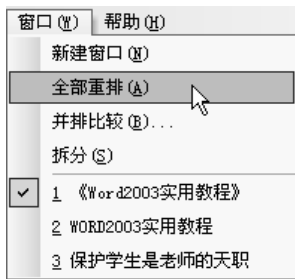 窗口(W) 帮助(H)
新建窗口(N)
全部重排(A)
并排比较(B)...
拆分(S)
1 《Word2003实用教程》
2 WORD2003实用教程
3 保护学生是老师的天职